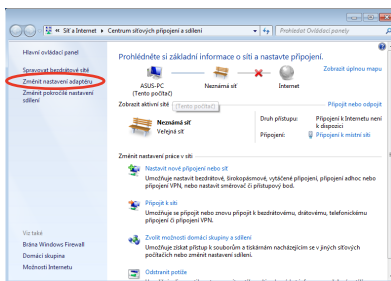 Síť a Internet ▸ Centrum síťových připojení a sdílení
Prohledat Ovládací panely
Hlavní ovládací panel
Spravovat bezdrátové sítě
Změnit nastavení adaptéru
Změnit pokročilé nastavení
sdílení
Viz také
Brána Windows Firewall
Domácí skupina
Možnosti Internetu
Prohlédněte si základní informace o síti a nastavte připojení.
Zobrazit úplnou mapu
ASUS-PC
(Tento počítač)
Neznámá síť
Internet
Zobrazit aktivní sítě
(Tento počítač)
Připojit nebo odpojit
Neznámá síť
Veřejná síť
Druh přístupu: Připojení k Internetu není
k dispozici
Připojení: Připojení k místní síti
Změnit nastavení práce v síti
Nastavit nové připojení nebo síť
Umožňuje nastavit bezdrátové, širokopásmové, vytáčené připojení, připojení adhoc nebo
připojení VPN, nebo nastavit směrovač či přístupový bod.
Připojit k síti
Umožňuje se připojit nebo znovu připojit k bezdrátovému, drátovému, telefonickému
připojení či připojení VPN.
Zvolit možnosti domácí skupiny a sdílení
Umožňuje získat přístup k souborům a tiskárnám nacházejícím se v jiných síťových
počítačích nebo změnit nastavení sdílení.
Odstranit potíže